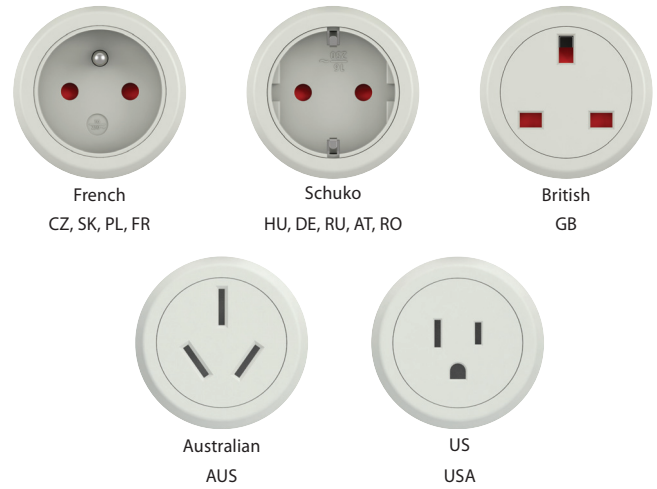 French
Schuko
British
CZ, SK, PL, FR
HU, DE, RU, AT, RO
GB
Australian
US
AUS
USA